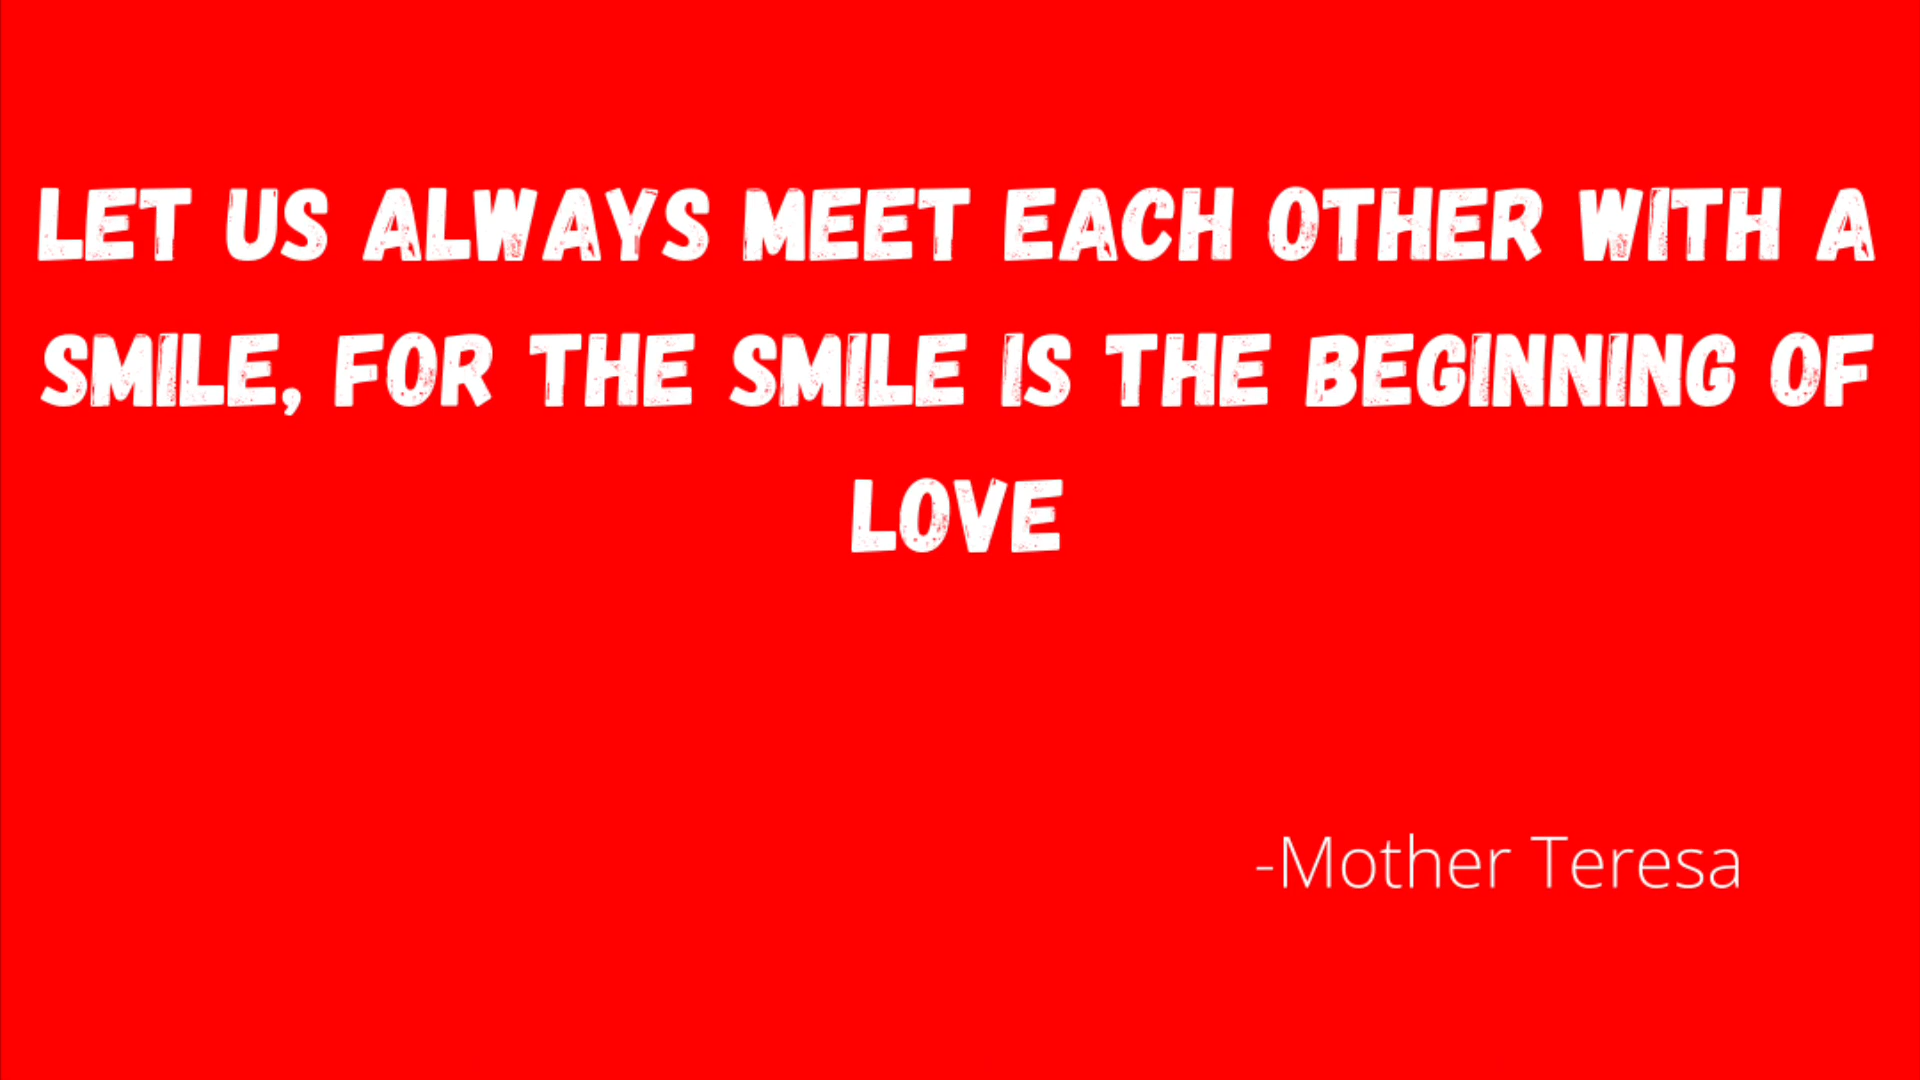 LET US ALWAYS MEET EACH OTHER WITH A
SMILE, FOR THE SMILE IS THE BEGINNING OF
LOVE
-Mother Teresa